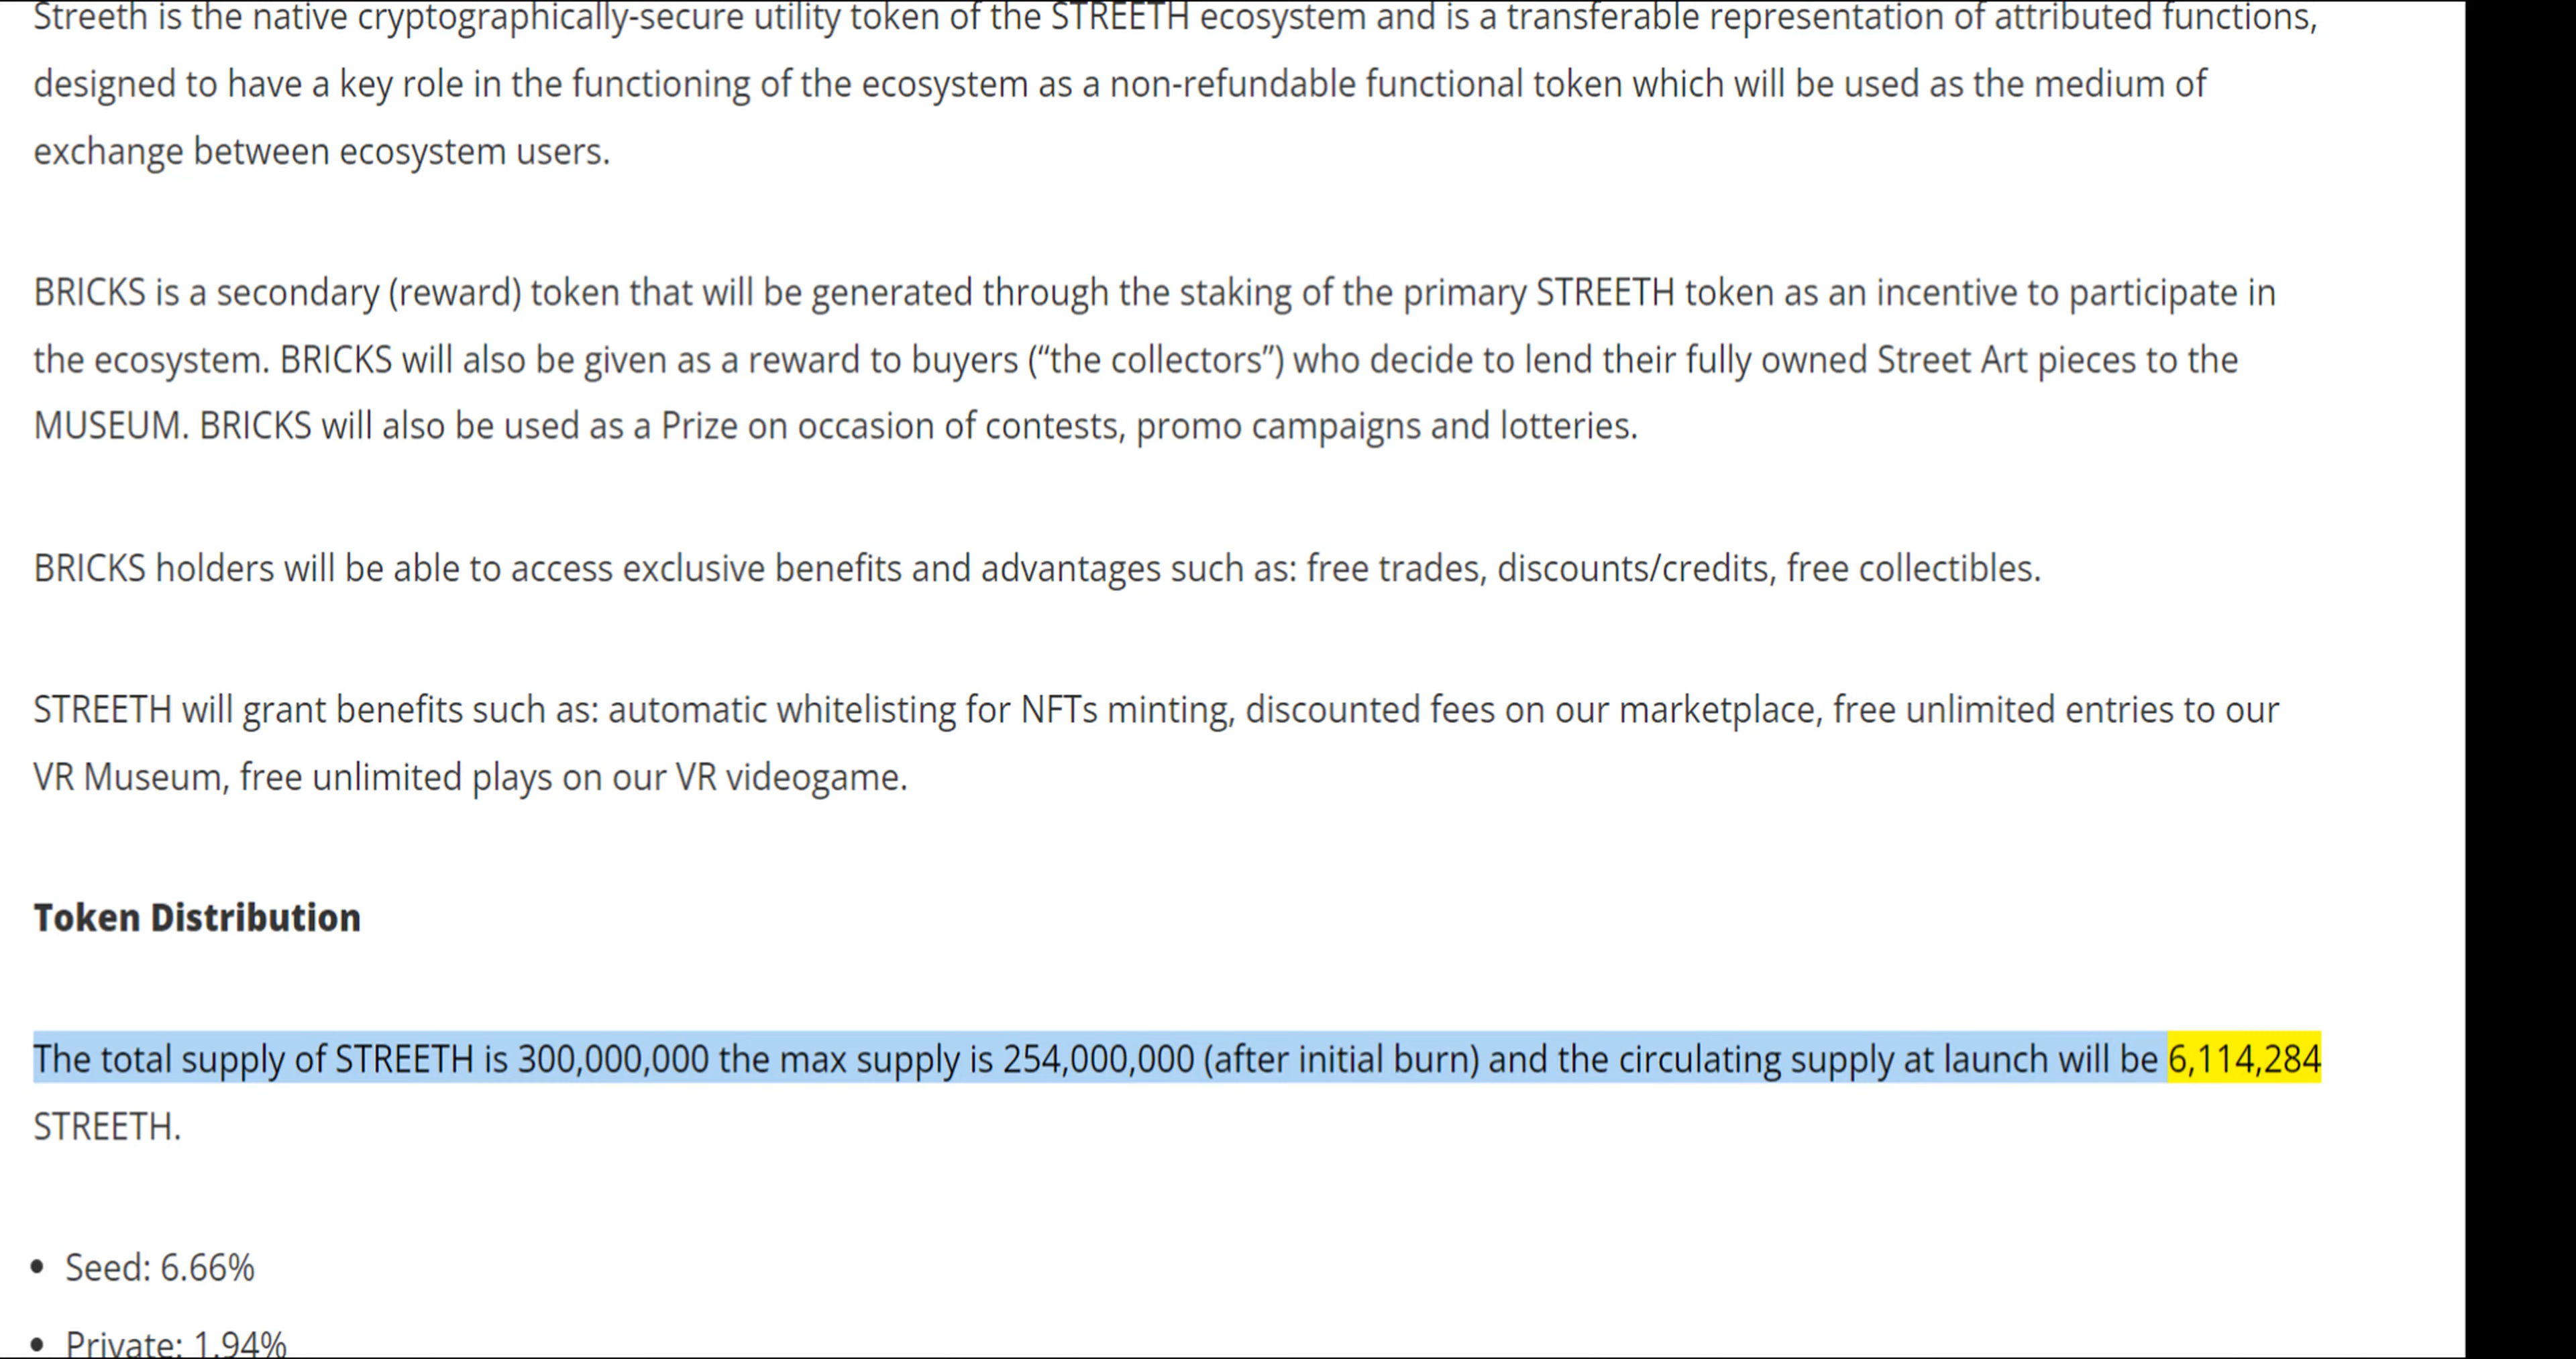 Streeth is the native cryptographically-secure utility token of the STREETH ecosystem and is a transferable representation of attributed functions,
designed to have a key role in the functioning of the ecosystem as a non-refundable functional token which will be used as the medium of
exchange between ecosystem users.
BRICKS is a secondary (reward) token that will be generated through the staking of the primary STREETH token as an incentive to participate in
the ecosystem. BRICKS will also be given as a reward to buyers (“the collectors”) who decide to lend their fully owned Street Art pieces to the
MUSEUM. BRICKS will also be used as a Prize on occasion of contests, promo campaigns and lotteries.
BRICKS holders will be able to access exclusive benefits and advantages such as: free trades, discounts/credits, free collectibles.
STREETH will grant benefits such as: automatic whitelisting for NFTs minting, discounted fees on our marketplace, free unlimited entries to our
VR Museum, free unlimited plays on our VR videogame.
Token Distribution
The total supply of STREETH is 300,000,000 the max supply is 254,000,000 (after initial burn) and the circulating supply at launch will be 6,114,284
STREETH.
• Seed: 6.66%
• Private: 1.94%